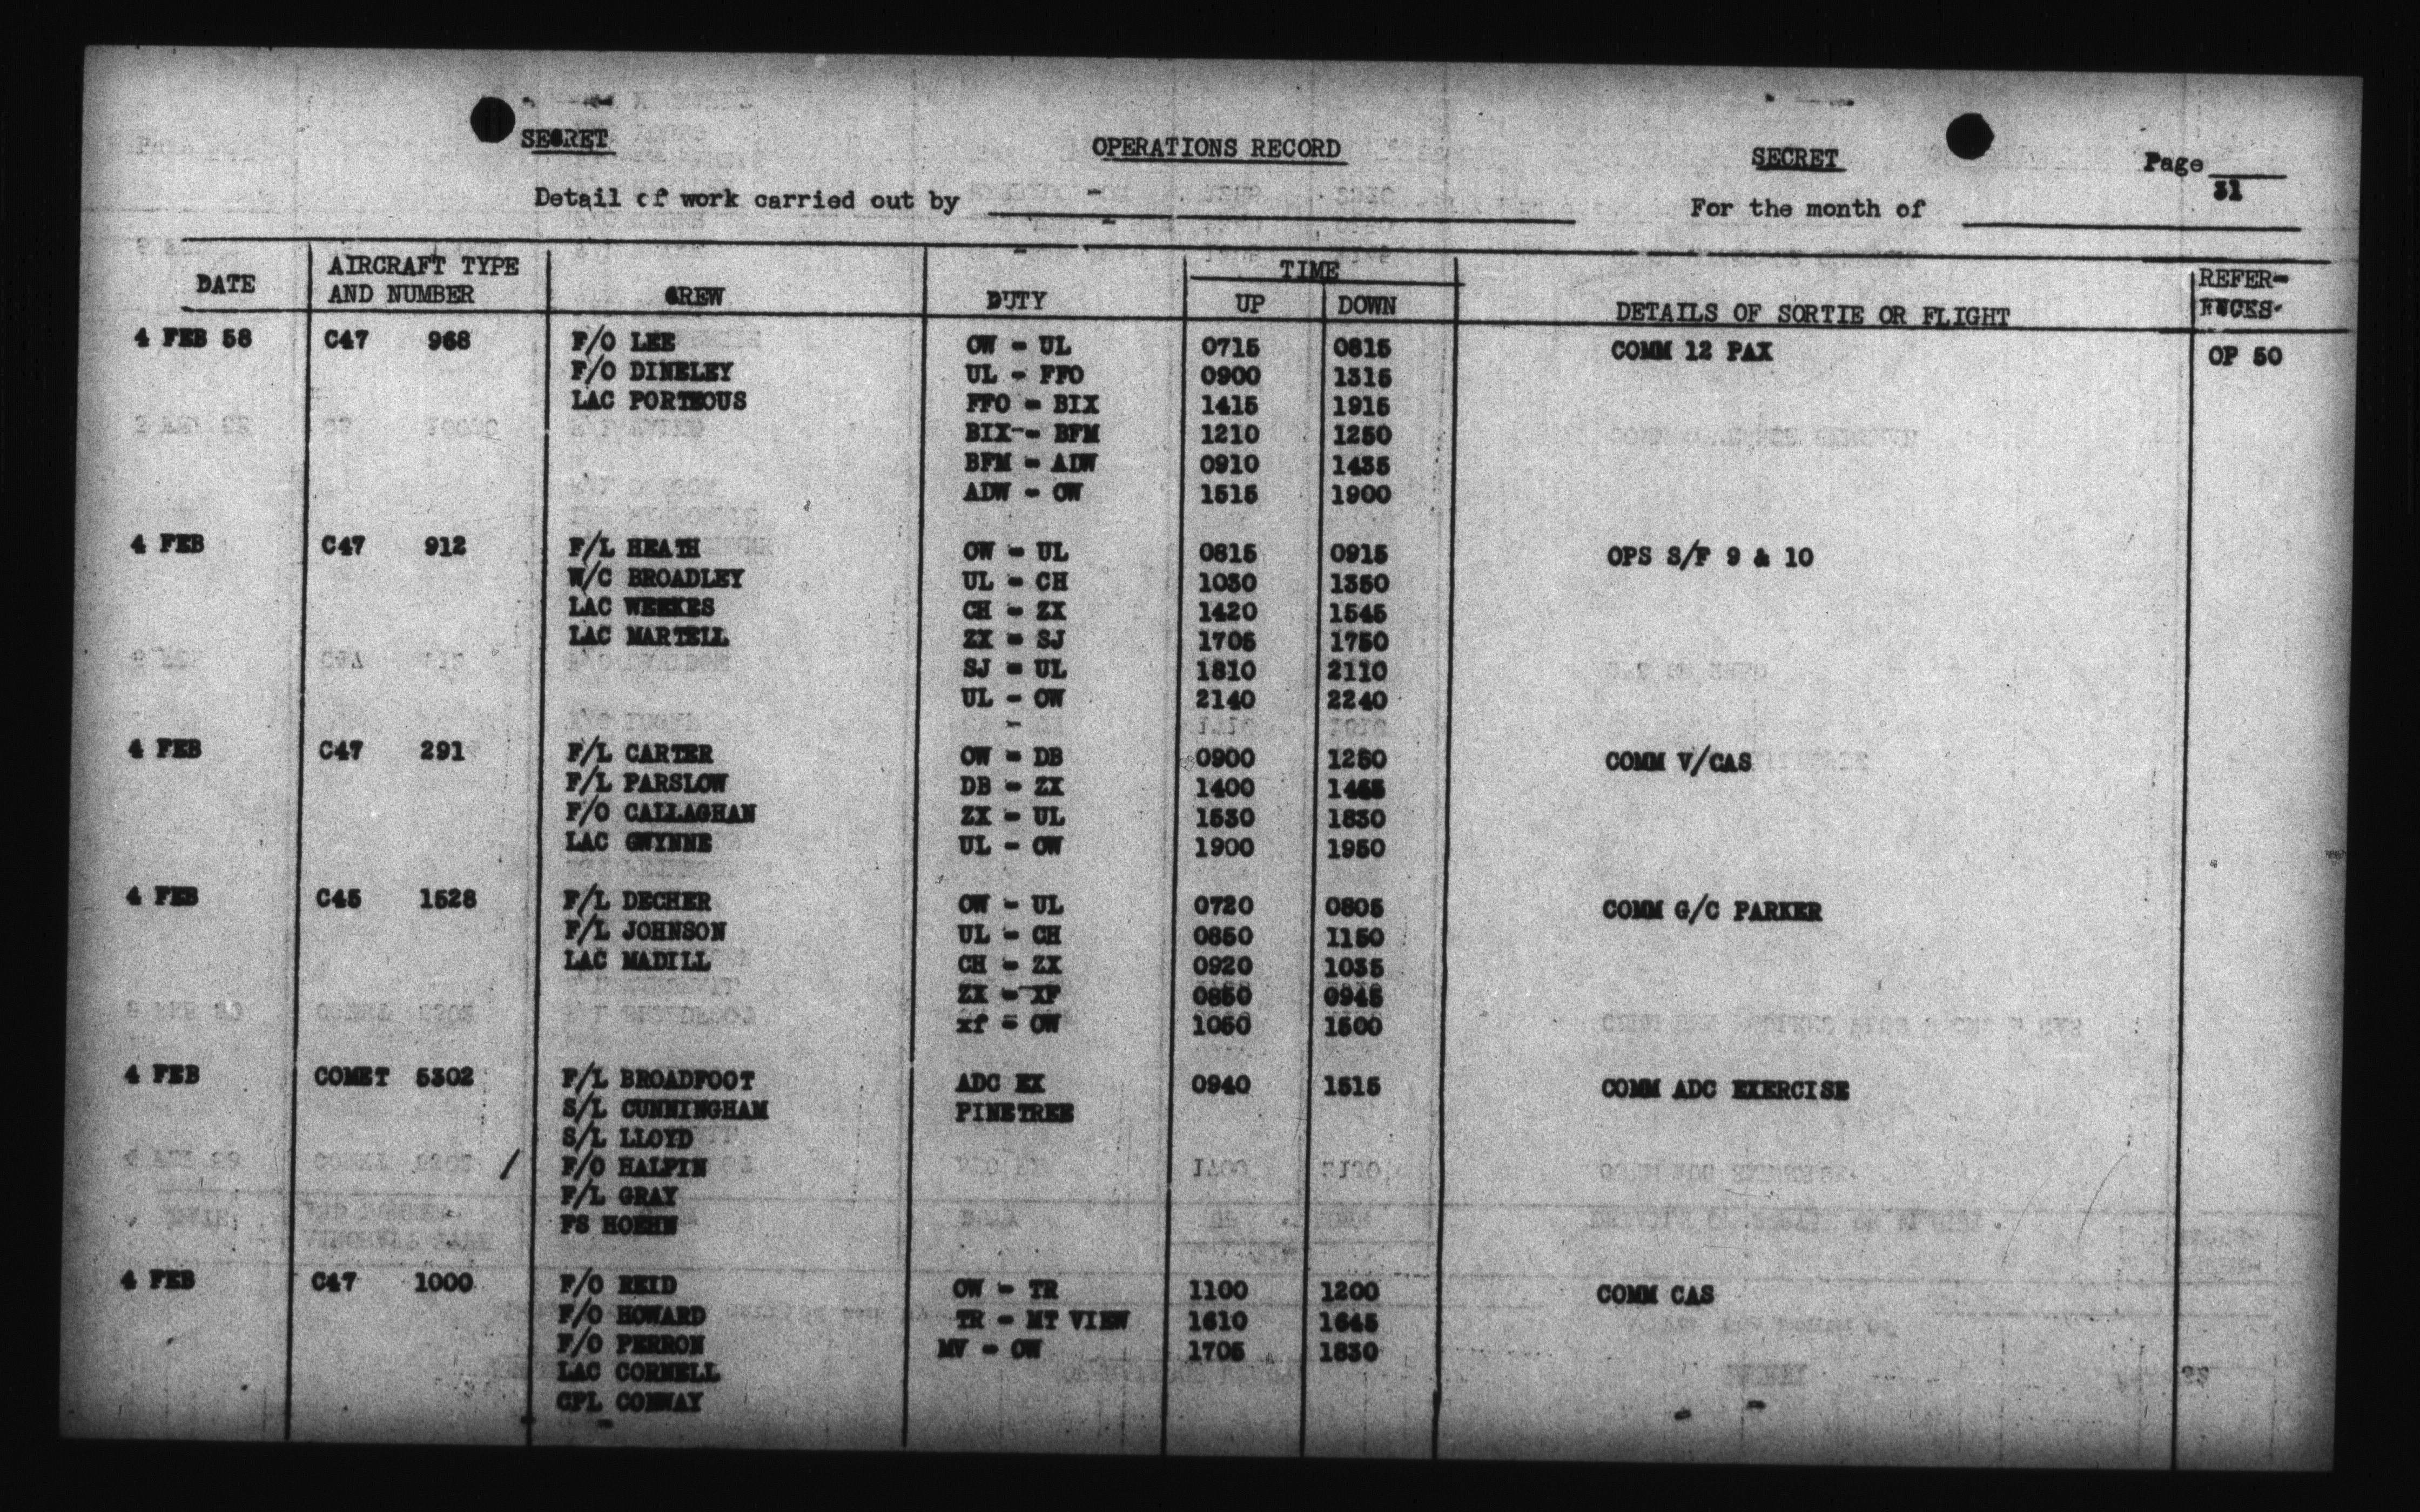 SECRET OPERATIONS RECORD SECRET Page
31
Detail of work carried out by - For the month of
DATE AIRCRAFT TYPE AND NUMBER CREW DUTY TIME UP DOWN DETAILS OF SORTIE OR FLIGHT REFER-ENCES
4 FEB 58 C47 968 F/O LEE OW - UL 0715 0815 COMM 12 PAX OP 50
F/O DINELEY UL - FFO 0900 1315
LAC PORTEOUS FFO - BIX 1415 1915
BIX - BFM 1210 1250
BFM - ADW 0910 1435
ADW - OW 1515 1900
4 FEB C47 912 F/L HEATH OW - UL 0815 0915 OPS S/F 9 & 10
W/C BROADLEY UL - CH 1030 1350
LAC WEEKES CH - ZX 1420 1545
LAC MARTELL ZX - SJ 1705 1750
SJ - UL 1810 2110
UL - OW 2140 2240
4 FEB C47 291 F/L CARTER OW - DB 0900 1250 COMM V/CAS
F/L PARSLOW DB - ZX 1400 1455
F/O CALLAGHAN ZX - UL 1530 1830
LAC GWYNNE UL - OW 1900 1950
4 FEB C45 1528 F/L DECHER OW - UL 0720 0805 COMM G/C PARKER
F/L JOHNSON UL - CH 0850 1150
LAC MADILL CH - ZX 0920 1035
ZX - XF 0850 0945
xf - OW 1050 1500
4 FEB COMET 5302 F/L BROADFOOT ADC EX 0940 1515 COMM ADC EXERCISE
S/L CUNNINGHAM PINETREE
S/L LLOYD
F/O HALPIN
F/L GRAY
FS HOEHN
4 FEB C47 1000 F/O REID OW - TR 1100 1200 COMM CAS
F/O HOWARD TR - MT VIEW 1610 1645
F/O PERRON MV - OW 1705 1830
LAC CORNELL
CPL CONWAY